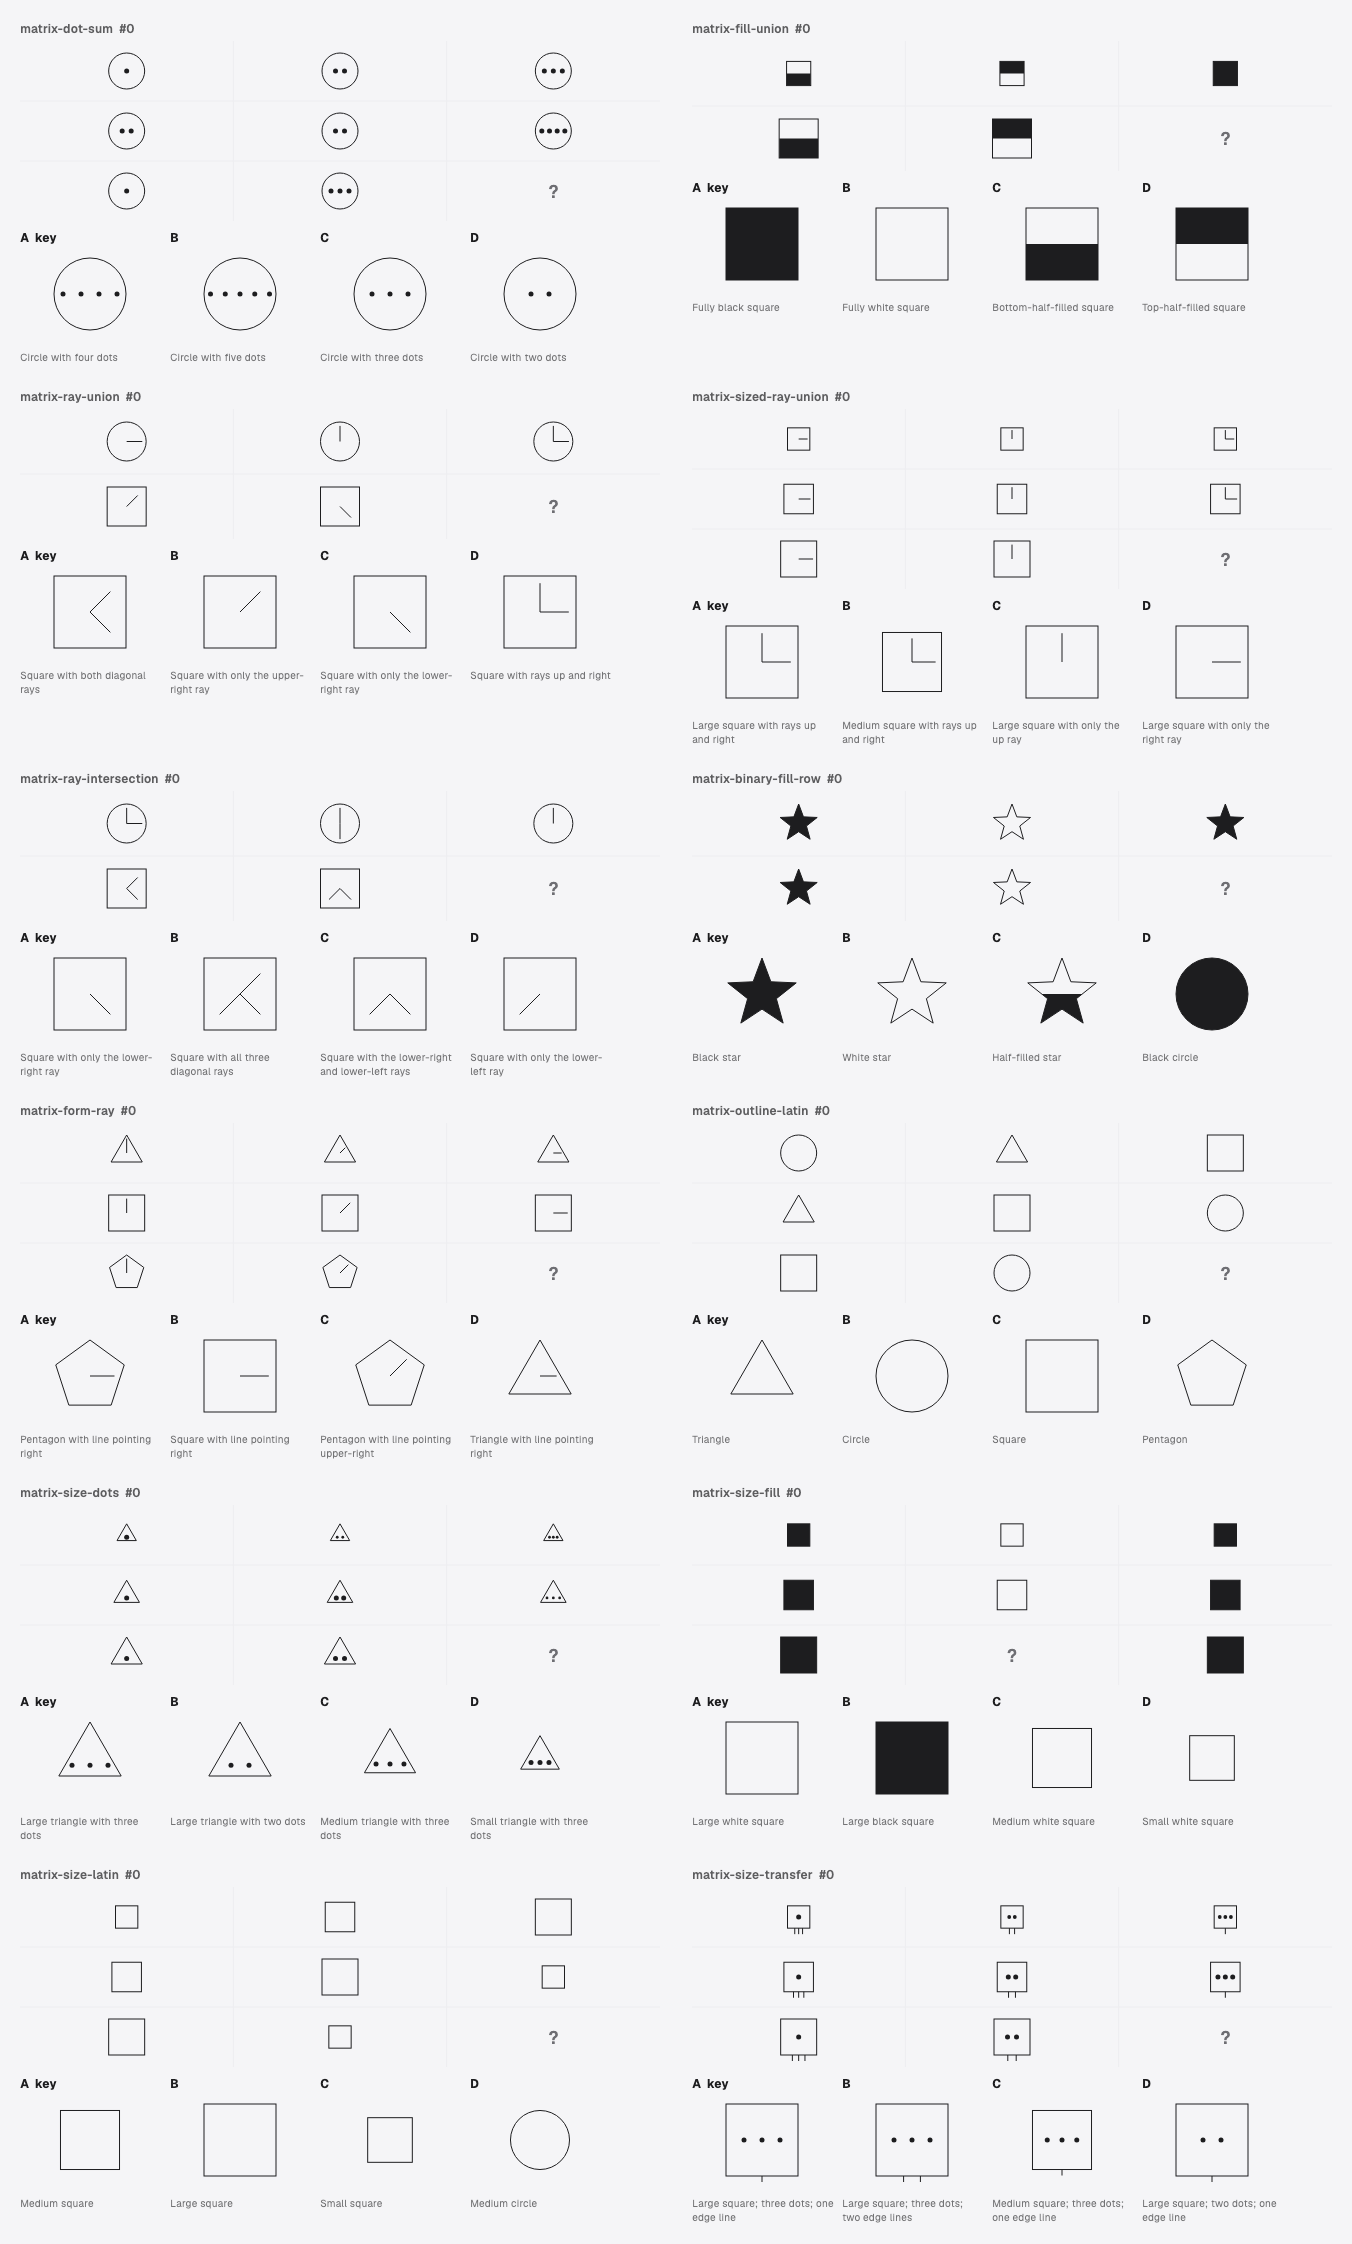 matrix-dot-sum #0
?
A key
B
C
D
Circle with four dots
Circle with five dots
Circle with three dots
Circle with two dots
matrix-fill-union #0
?
A key
B
C
D
Fully black square
Fully white square
Bottom-half-filled square
Top-half-filled square
matrix-ray-union #0
?
A key
B
C
D
Square with both diagonal
rays
Square with only the upper-
right ray
Square with only the lower-
right ray
Square with rays up and right
matrix-sized-ray-union #0
?
A key
B
C
D
Large square with rays up
and right
Medium square with rays up
and right
Large square with only the
up ray
Large square with only the
right ray
matrix-ray-intersection #0
?
A key
B
C
D
Square with only the lower-
right ray
Square with all three
diagonal rays
Square with the lower-right
and lower-left rays
Square with only the lower-
left ray
matrix-binary-fill-row #0
?
A key
B
C
D
Black star
White star
Half-filled star
Black circle
matrix-form-ray #0
?
A key
B
C
D
Pentagon with line pointing
right
Square with line pointing
right
Pentagon with line pointing
upper-right
Triangle with line pointing
right
matrix-outline-latin #0
?
A key
B
C
D
Triangle
Circle
Square
Pentagon
matrix-size-dots #0
?
A key
B
C
D
Large triangle with three
dots
Large triangle with two dots
Medium triangle with three
dots
Small triangle with three
dots
matrix-size-fill #0
?
A key
B
C
D
Large white square
Large black square
Medium white square
Small white square
matrix-size-latin #0
?
A key
B
C
D
Medium square
Large square
Small square
Medium circle
matrix-size-transfer #0
?
A key
B
C
D
Large square; three dots; one
edge line
Large square; three dots;
two edge lines
Medium square; three dots;
one edge line
Large square; two dots; one
edge line